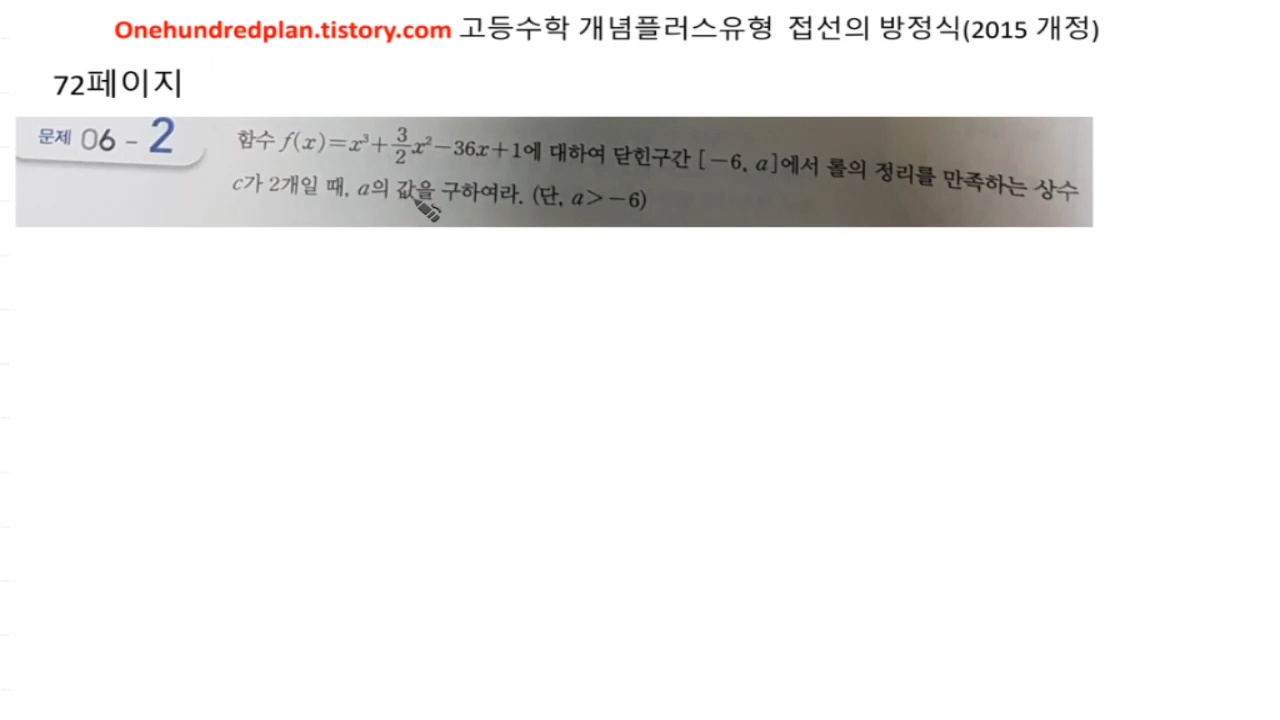 Onehundredplan.tistory.com 고등수학 개념플러스유형 접선의 방정식(2015 개정)
72페이지
문제 06 - 2 함수 f(x)=x³+\frac{3}{2}x²-36x+1에 대하여 닫힌구간 [-6, a]에서 롤의 정리를 만족하는 상수
c가 2개일 때, a의 값을 구하여라. (단, a>-6)